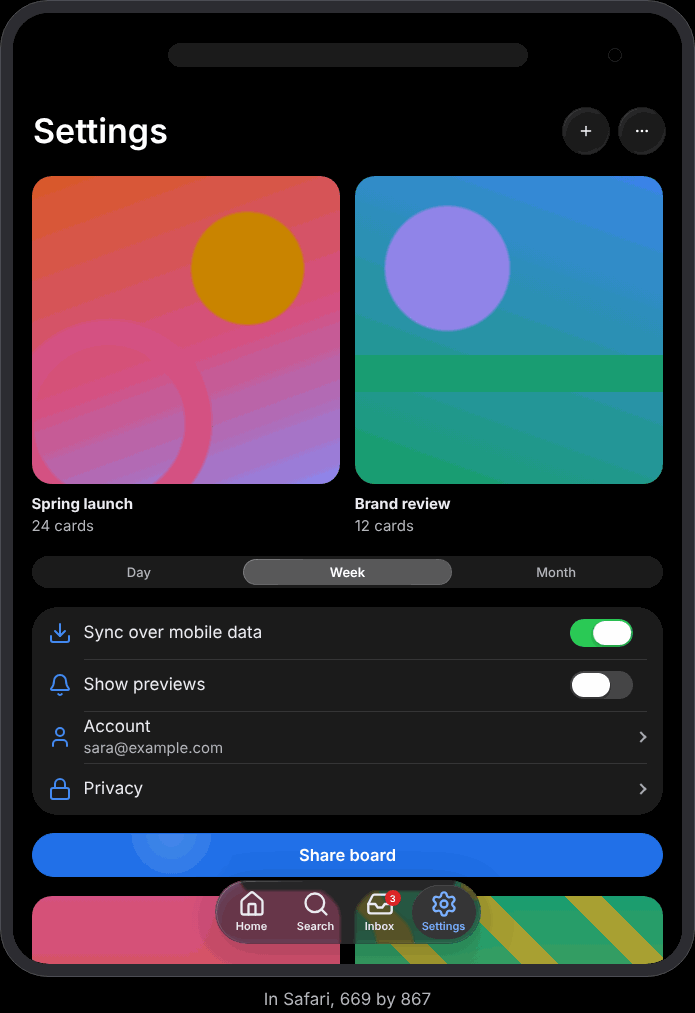 Settings
Spring launch
24 cards
Brand review
12 cards
Day
Week
Month
Sync over mobile data
Show previews
Account
sara@example.com
Privacy
Share board
Home
Search
3
Inbox
Settings
In Safari, 669 by 867